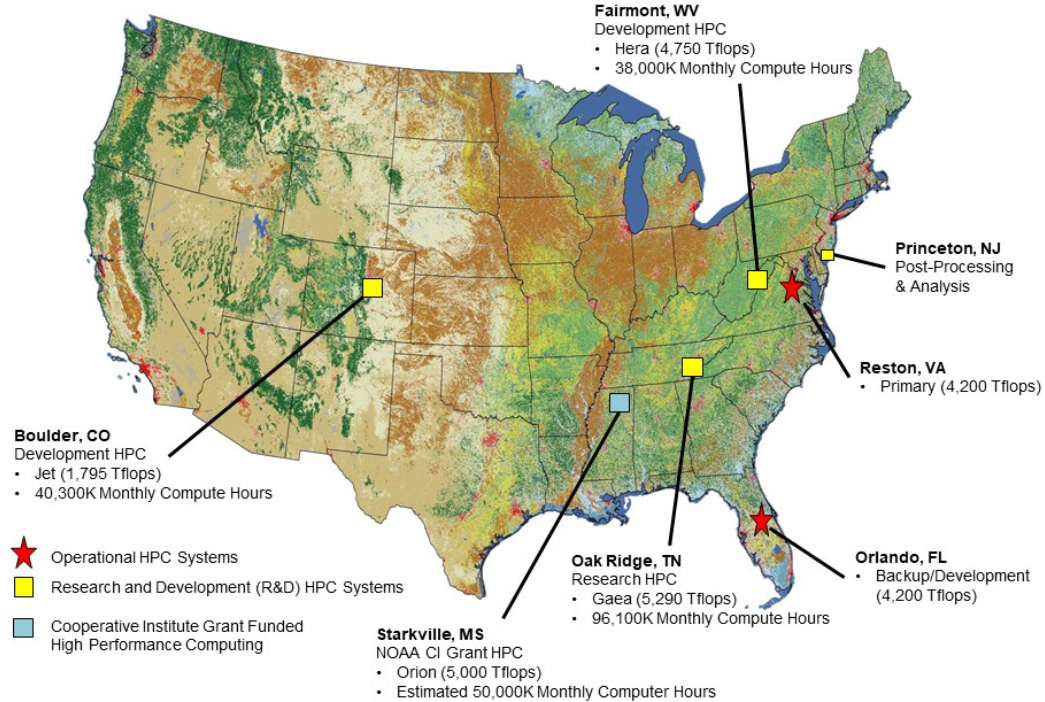 Fairmont, WV
Development HPC
• Hera (4,750 Tflops)
• 38,000K Monthly Compute Hours
Princeton, NJ
Post-Processing
& Analysis
Reston, VA
• Primary (4,200 Tflops)
Boulder, CO
Development HPC
• Jet (1,795 Tflops)
• 40,300K Monthly Compute Hours
Operational HPC Systems
Research and Development (R&D) HPC Systems
Cooperative Institute Grant Funded
High Performance Computing
Starkville, MS
NOAA CI Grant HPC
• Orion (5,000 Tflops)
• Estimated 50,000K Monthly Computer Hours
Oak Ridge, TN
Research HPC
• Gaea (5,290 Tflops)
• 96,100K Monthly Compute Hours
Orlando, FL
• Backup/Development
(4,200 Tflops)